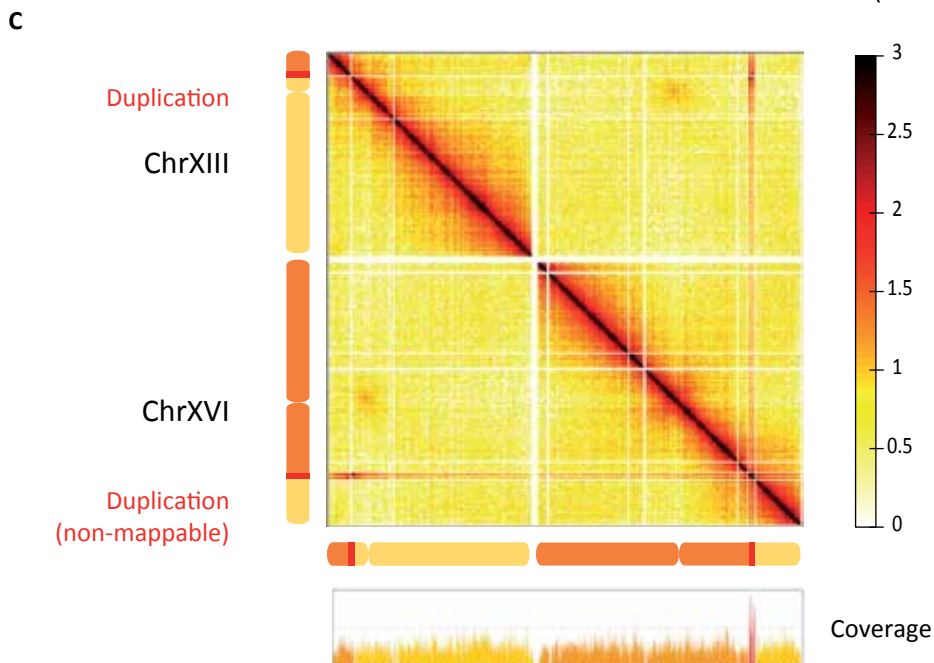 C
Duplication
ChrXIII
ChrXVI
Duplication
(non-mappable)
3
2.5
2
1.5
1
0.5
0
Coverage